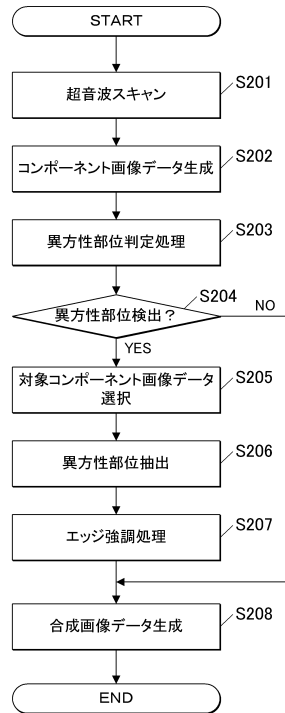 START
超音波スキャン
S201
コンポーネント画像データ生成
S202
異方性部位判定処理
S203
異方性部位検出？
S204
NO
YES
対象コンポーネント画像データ
選択
S205
異方性部位抽出
S206
エッジ強調処理
S207
合成画像データ生成
S208
END